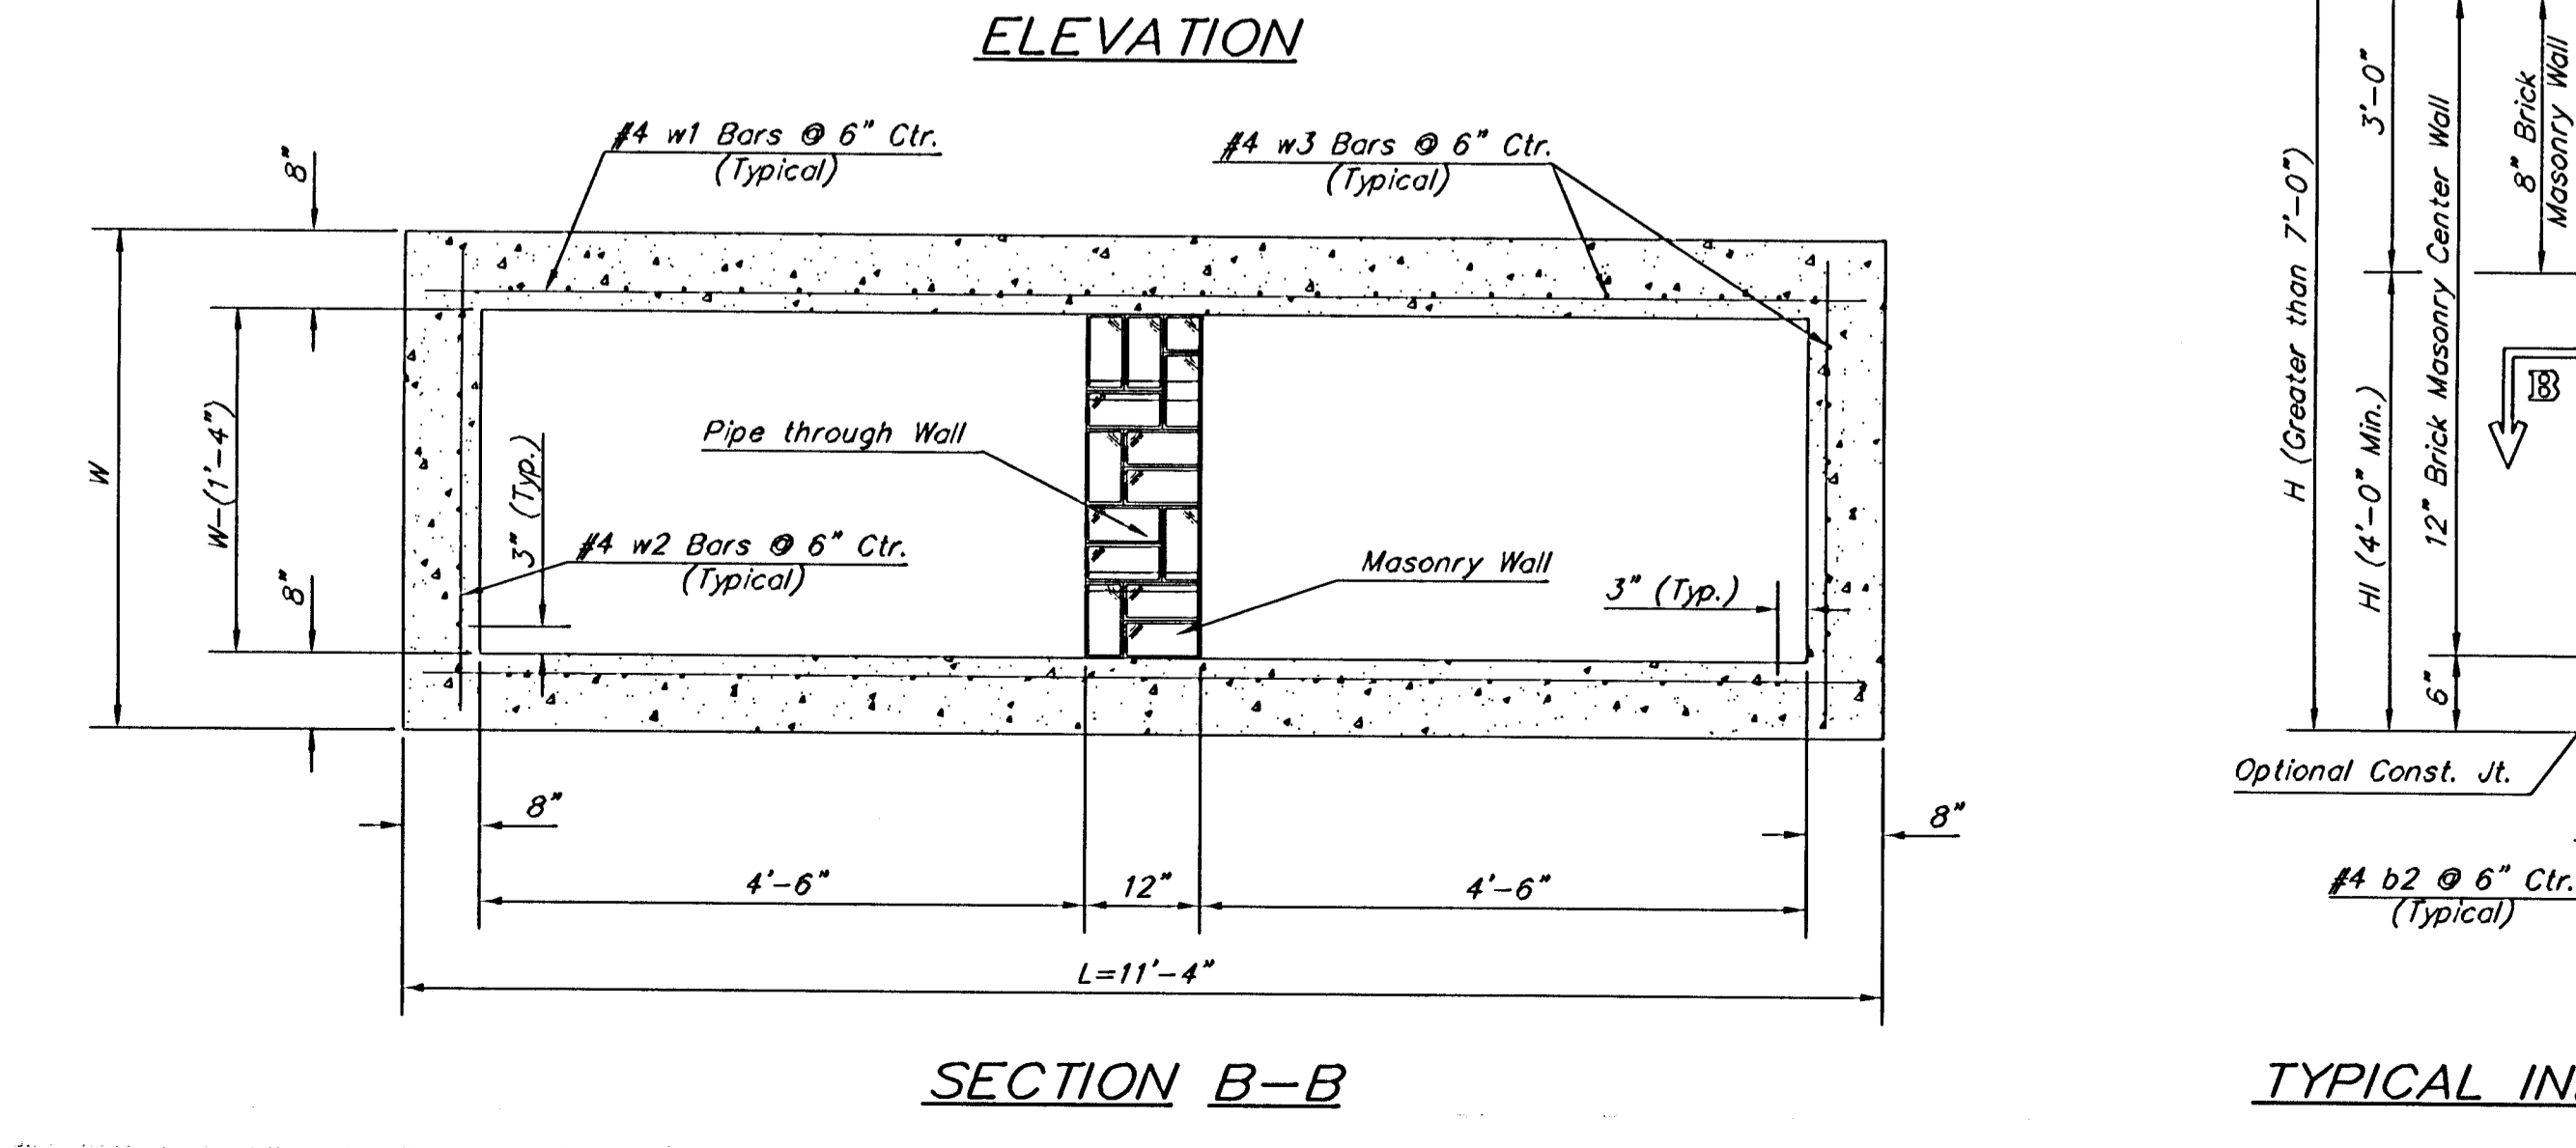 ELEVATION
#4 w1 Bars @ 6" Ctr.
(Typical)
#4 w3 Bars @ 6" Ctr.
(Typical)
8"
W
W-(1'-4")
8"
3" (Typ.)
Pipe through Wall
#4 w2 Bars @ 6" Ctr.
(Typical)
Masonry Wall
3" (Typ.)
8"
8"
4'-6"
12"
4'-6"
L=11'-4"
SECTION B-B
H (Greater than 7'-0")
3'-0"
HI (4'-0" Min.)
12" Brick Masonry Center Wall
6"
8" Brick
Masonry Wall
B
Optional Const. Jt.
#4 b2 @ 6" Ctr.
(Typical)
TYPICAL